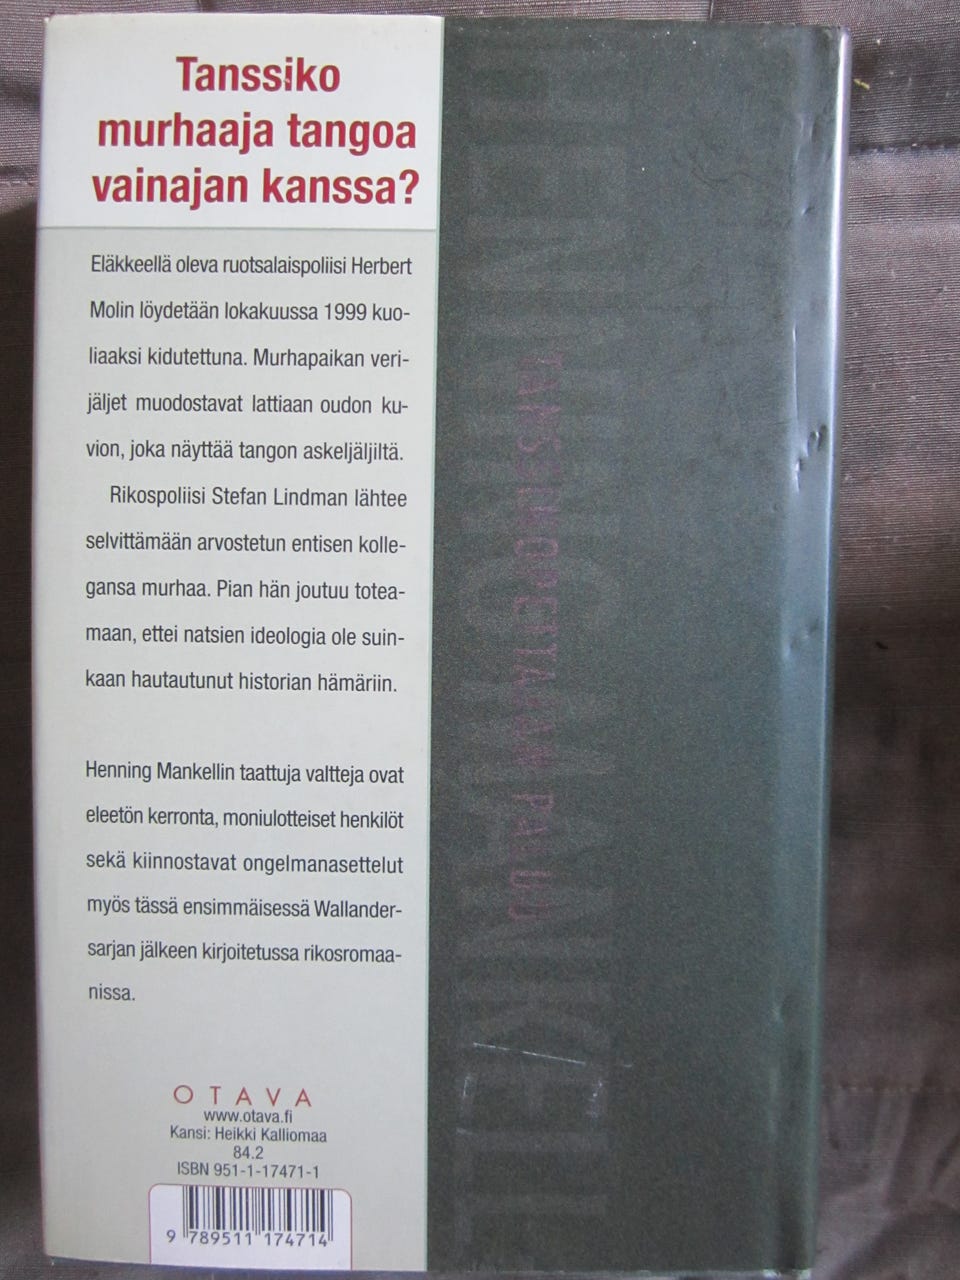 Tanssiko
murhaaja tangoa
vainajan kanssa?
Eläkkeellä oleva ruotsalaispoliisi Herbert
Molin löydetään lokakuussa 1999 kuo-
liaaksi kidutettuna. Murhapaikan veri-
jäljet muodostavat lattiaan oudon ku-
vion, joka näyttää tangon askeljäljiltä.
Rikospoliisi Stefan Lindman lähtee
selvittämään arvostetun entisen kolle-
gansa murhaa. Pian hän joutuu totea-
maan, ettei natsien ideologia ole suin-
kaan hautautunut historian hämäriin.
Henning Mankellin taattuja valtteja ovat
eleetön kerronta, moniulotteiset henkilöt
sekä kiinnostavat ongelmanasettelut
myös tässä ensimmäisessä Wallander-
sarjan jälkeen kirjoitetussa rikosromaa-
nissa.
OTAVA
www.otava.fi
Kansi: Heikki Kalliomaa
84.2
ISBN 951-1-17471-1
9 789511 174714
HENNING MANKELL
TANSSINOPETTAJAN PALUU